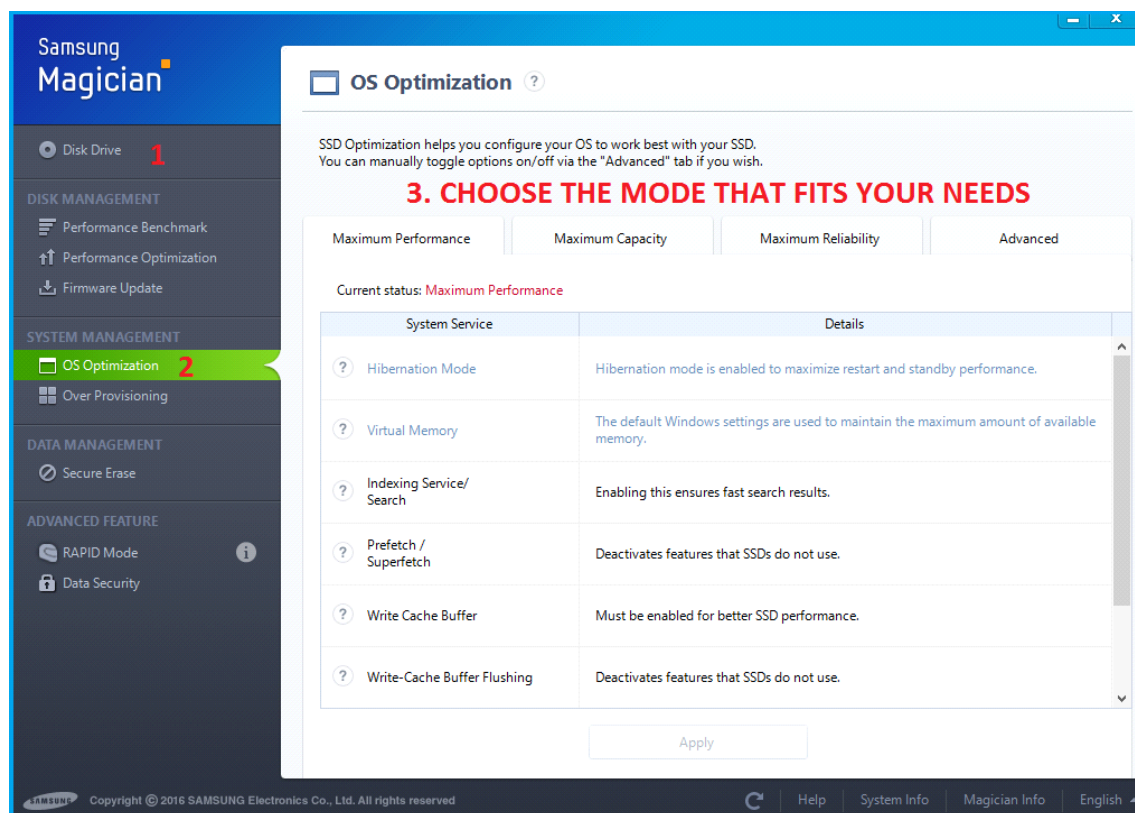 Samsung
Magician
OS Optimization ?
Disk Drive 1
SSD Optimization helps you configure your OS to work best with your SSD.
You can manually toggle options on/off via the "Advanced" tab if you wish.
3. CHOOSE THE MODE THAT FITS YOUR NEEDS
DISK MANAGEMENT
Performance Benchmark
Performance Optimization
Firmware Update
SYSTEM MANAGEMENT
OS Optimization 2
Over Provisioning
DATA MANAGEMENT
Secure Erase
ADVANCED FEATURE
RAPID Mode i
Data Security
Maximum Performance Maximum Capacity Maximum Reliability Advanced
Current status: Maximum Performance
System Service Details
? Hibernation Mode Hibernation mode is enabled to maximize restart and standby performance.
? Virtual Memory The default Windows settings are used to maintain the maximum amount of available
memory.
? Indexing Service/
Search Enabling this ensures fast search results.
? Prefetch /
Superfetch Deactivates features that SSDs do not use.
? Write Cache Buffer Must be enabled for better SSD performance.
? Write-Cache Buffer Flushing Deactivates features that SSDs do not use.
Apply
SAMSUNG Copyright © 2016 SAMSUNG Electronics Co., Ltd. All rights reserved Help System Info Magician Info English